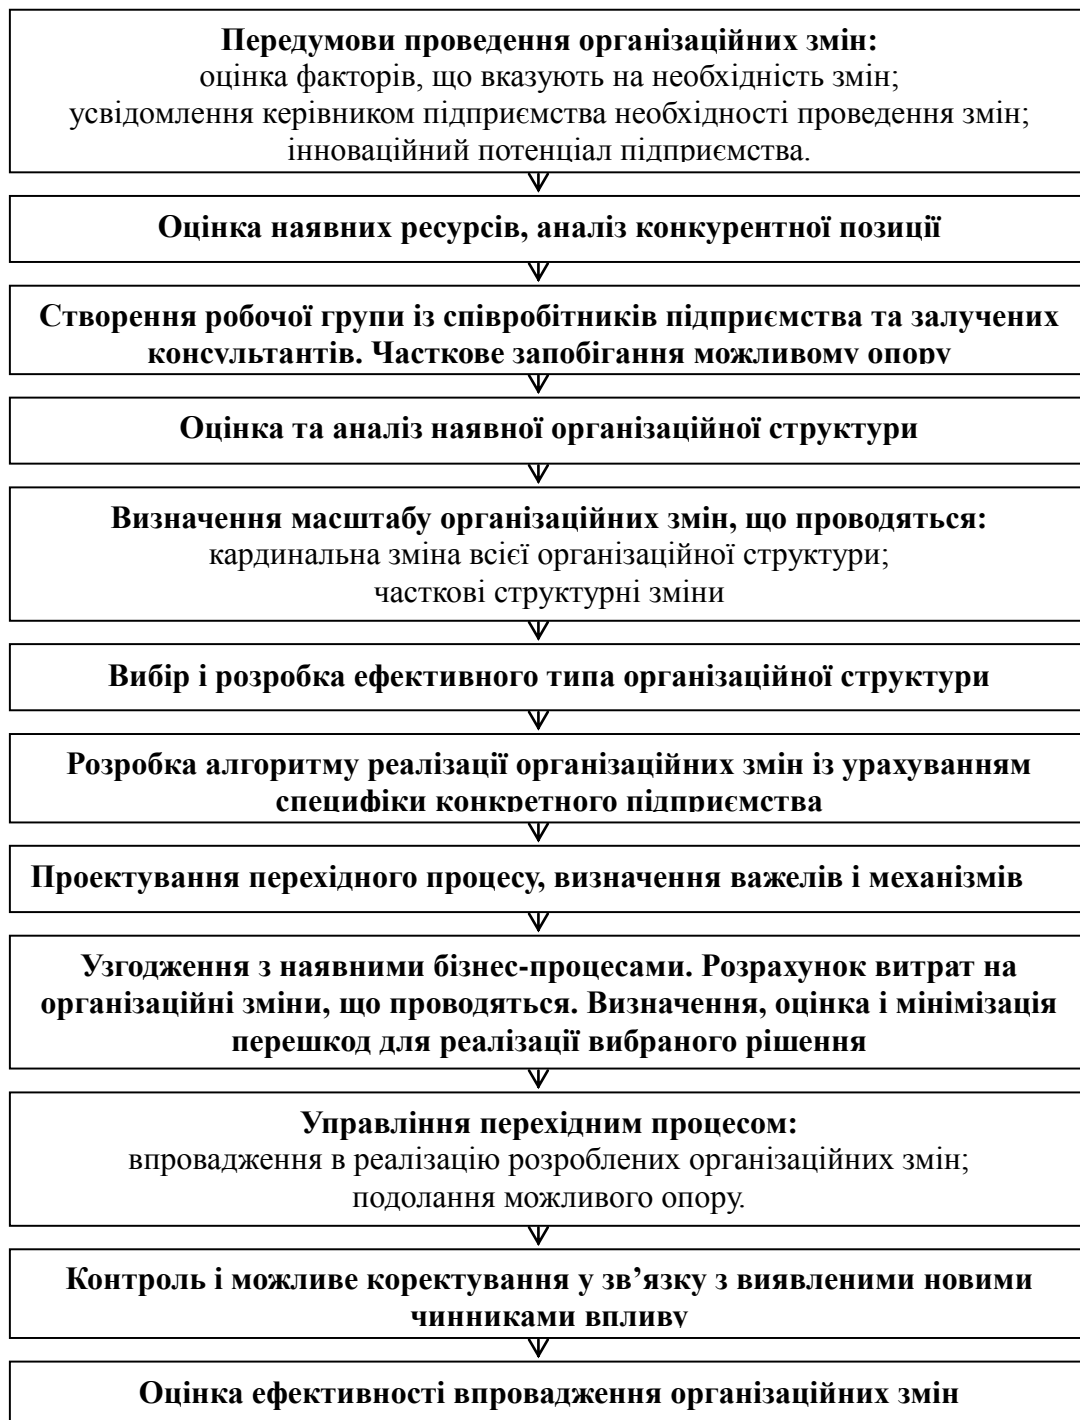 Передумови проведення організаційних змін:
оцінка факторів, що вказують на необхідність змін;
усвідомлення керівником підприємства необхідності проведення змін;
інноваційний потенціал підприємства.
Оцінка наявних ресурсів, аналіз конкурентної позиції
Створення робочої групи із співробітників підприємства та залучених
консультантів. Часткове запобігання можливому опору
Оцінка та аналіз наявної організаційної структури
Визначення масштабу організаційних змін, що проводяться:
кардинальна зміна всієї організаційної структури;
часткові структурні зміни
Вибір і розробка ефективного типа організаційної структури
Розробка алгоритму реалізації організаційних змін із урахуванням
специфіки конкретного підприємства
Проектування перехідного процесу, визначення важелів і механізмів
Узгодження з наявними бізнес-процесами. Розрахунок витрат на
організаційні зміни, що проводяться. Визначення, оцінка і мінімізація
перешкод для реалізації вибраного рішення
Управління перехідним процесом:
впровадження в реалізацію розроблених організаційних змін;
подолання можливого опору.
Контроль і можливе коректування у зв’язку з виявленими новими
чинниками впливу
Оцінка ефективності впровадження організаційних змін